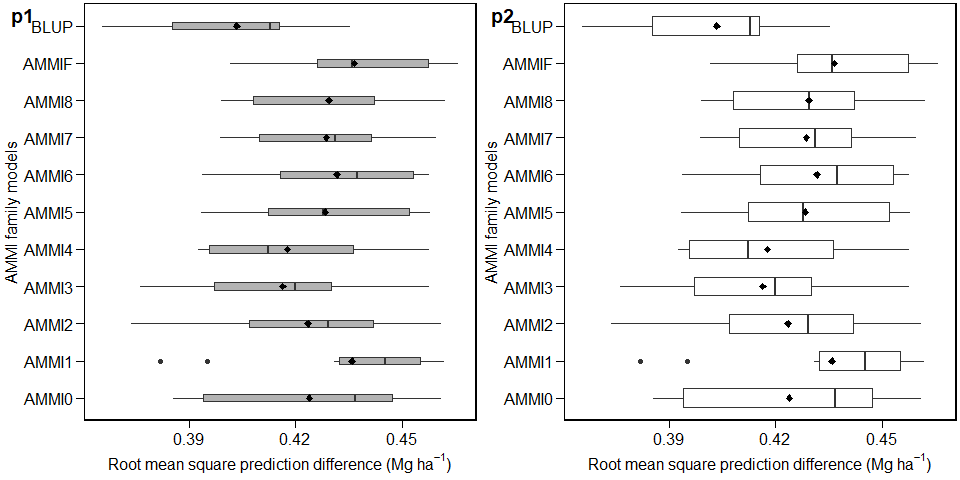 p1
AMMI family models
BLUP
AMMIF
AMMI8
AMMI7
AMMI6
AMMI5
AMMI4
AMMI3
AMMI2
AMMI1
AMMI0
0.39 0.42 0.45
Root mean square prediction difference (Mg ha⁻¹)
p2
AMMI family models
BLUP
AMMIF
AMMI8
AMMI7
AMMI6
AMMI5
AMMI4
AMMI3
AMMI2
AMMI1
AMMI0
0.39 0.42 0.45
Root mean square prediction difference (Mg ha⁻¹)